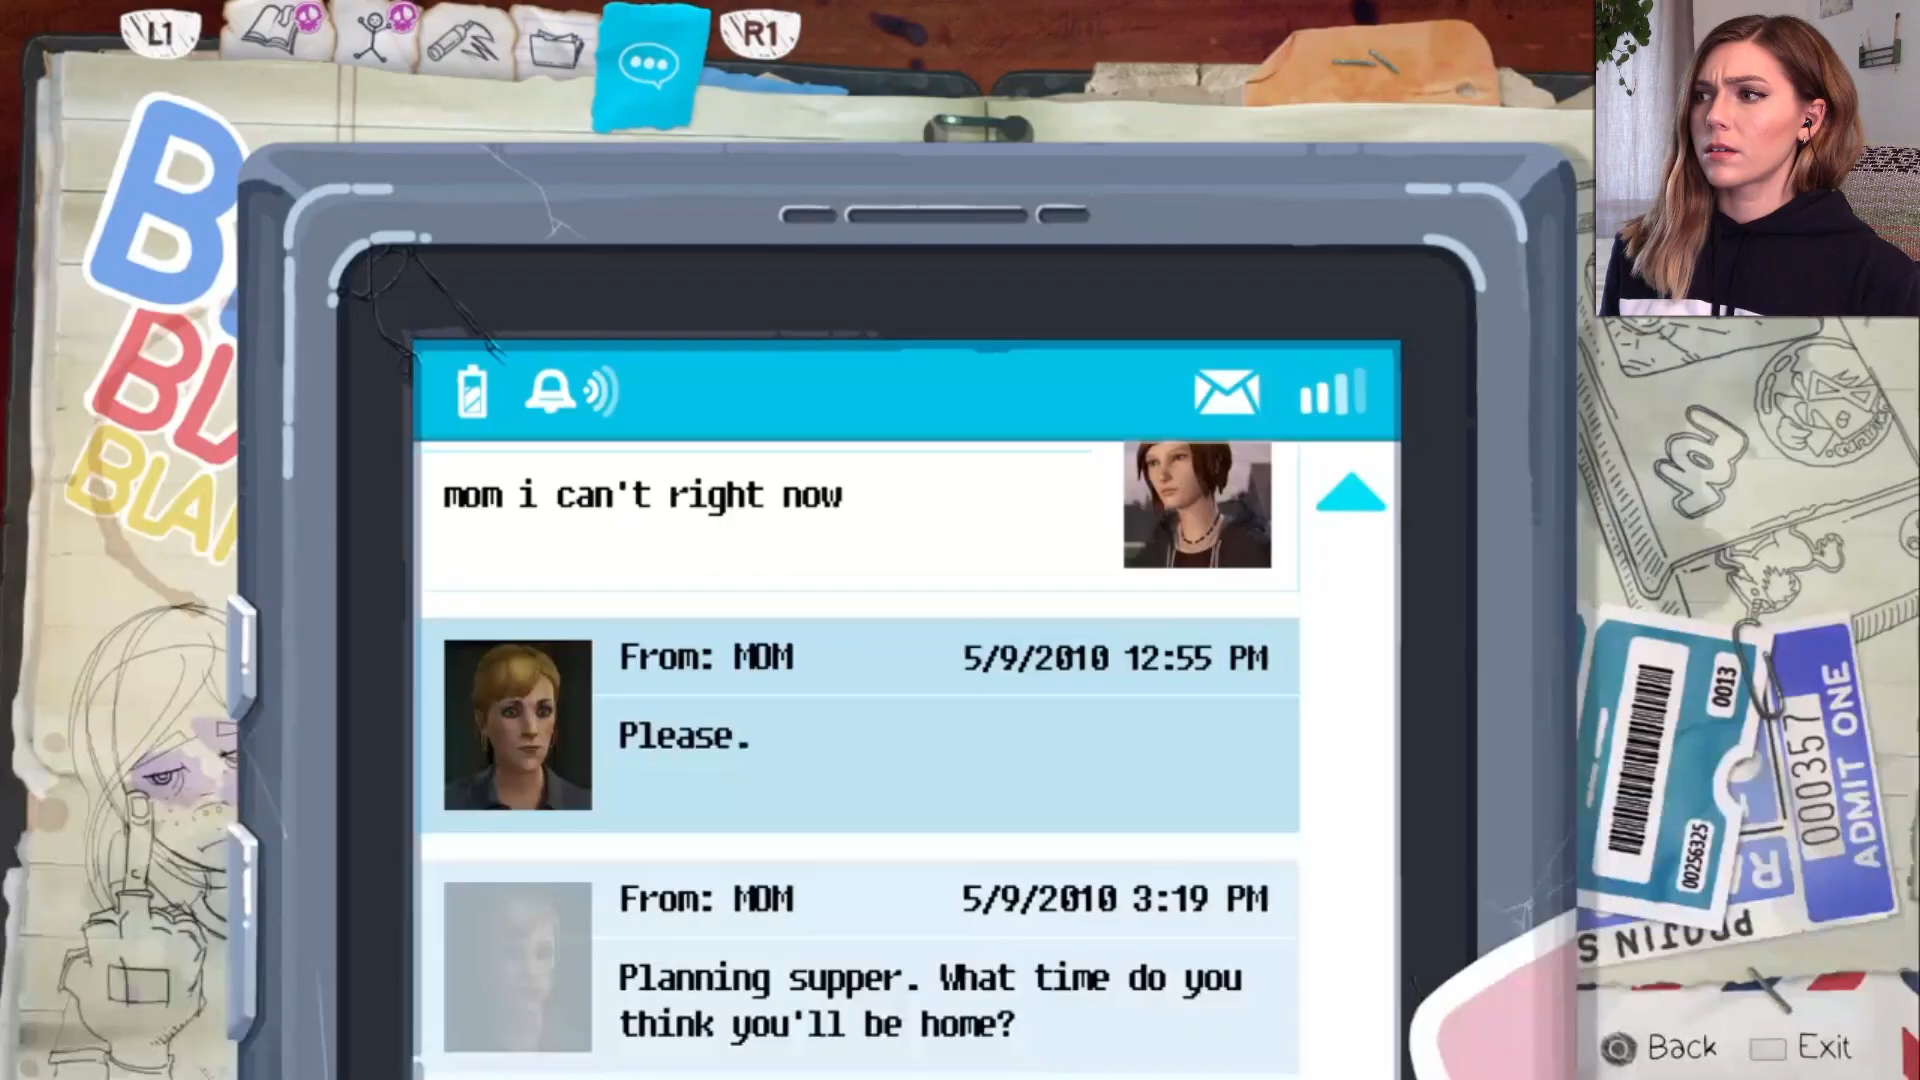 L1
R1
mom i can't right now
From: MOM 5/9/2010 12:55 PM
Please.
From: MOM 5/9/2010 3:19 PM
Planning supper. What time do you
think you'll be home?
0013
00256325
000357
ADMIT ONE
Back
Exit